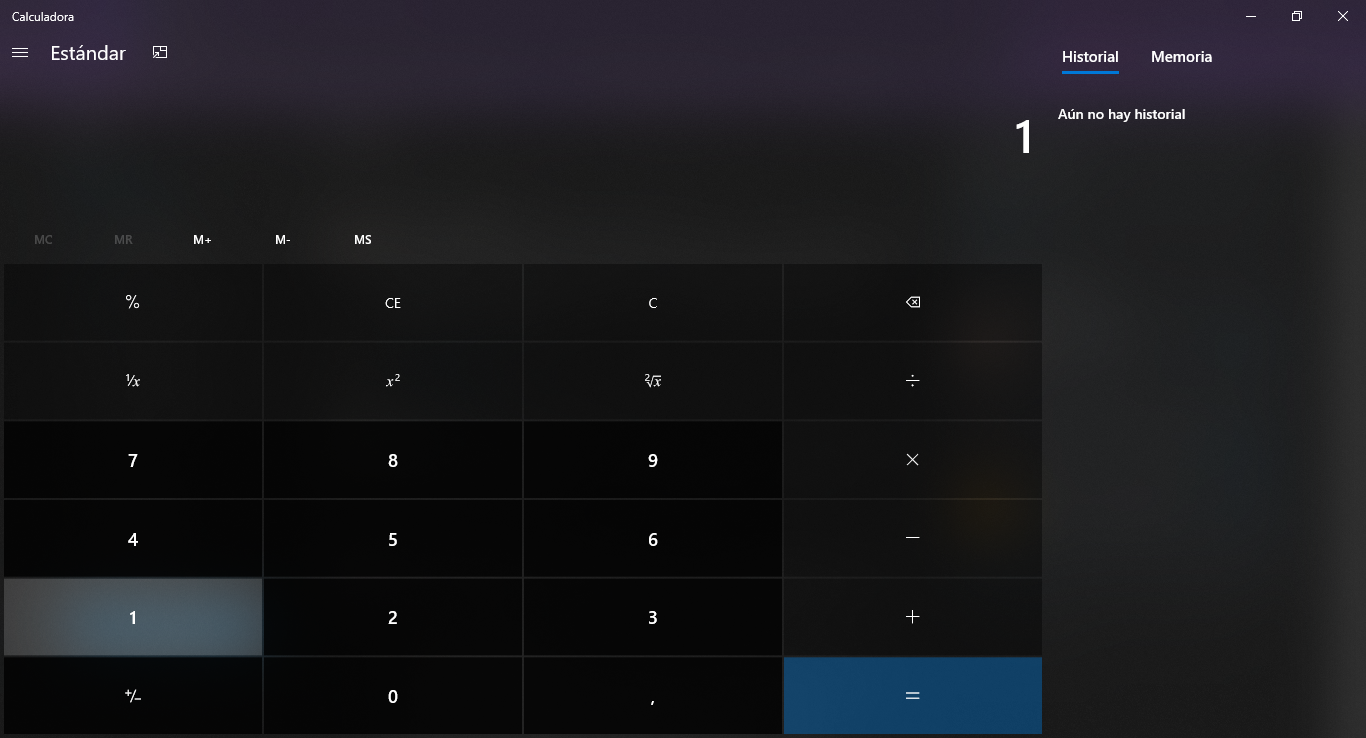 Calculadora
Estándar
Historial Memoria
Aún no hay historial
1
MC MR M+ M- MS
% CE C
¹/x x² ²√x ÷
7 8 9 ×
4 5 6 −
1 2 3 +
+/− 0 , =